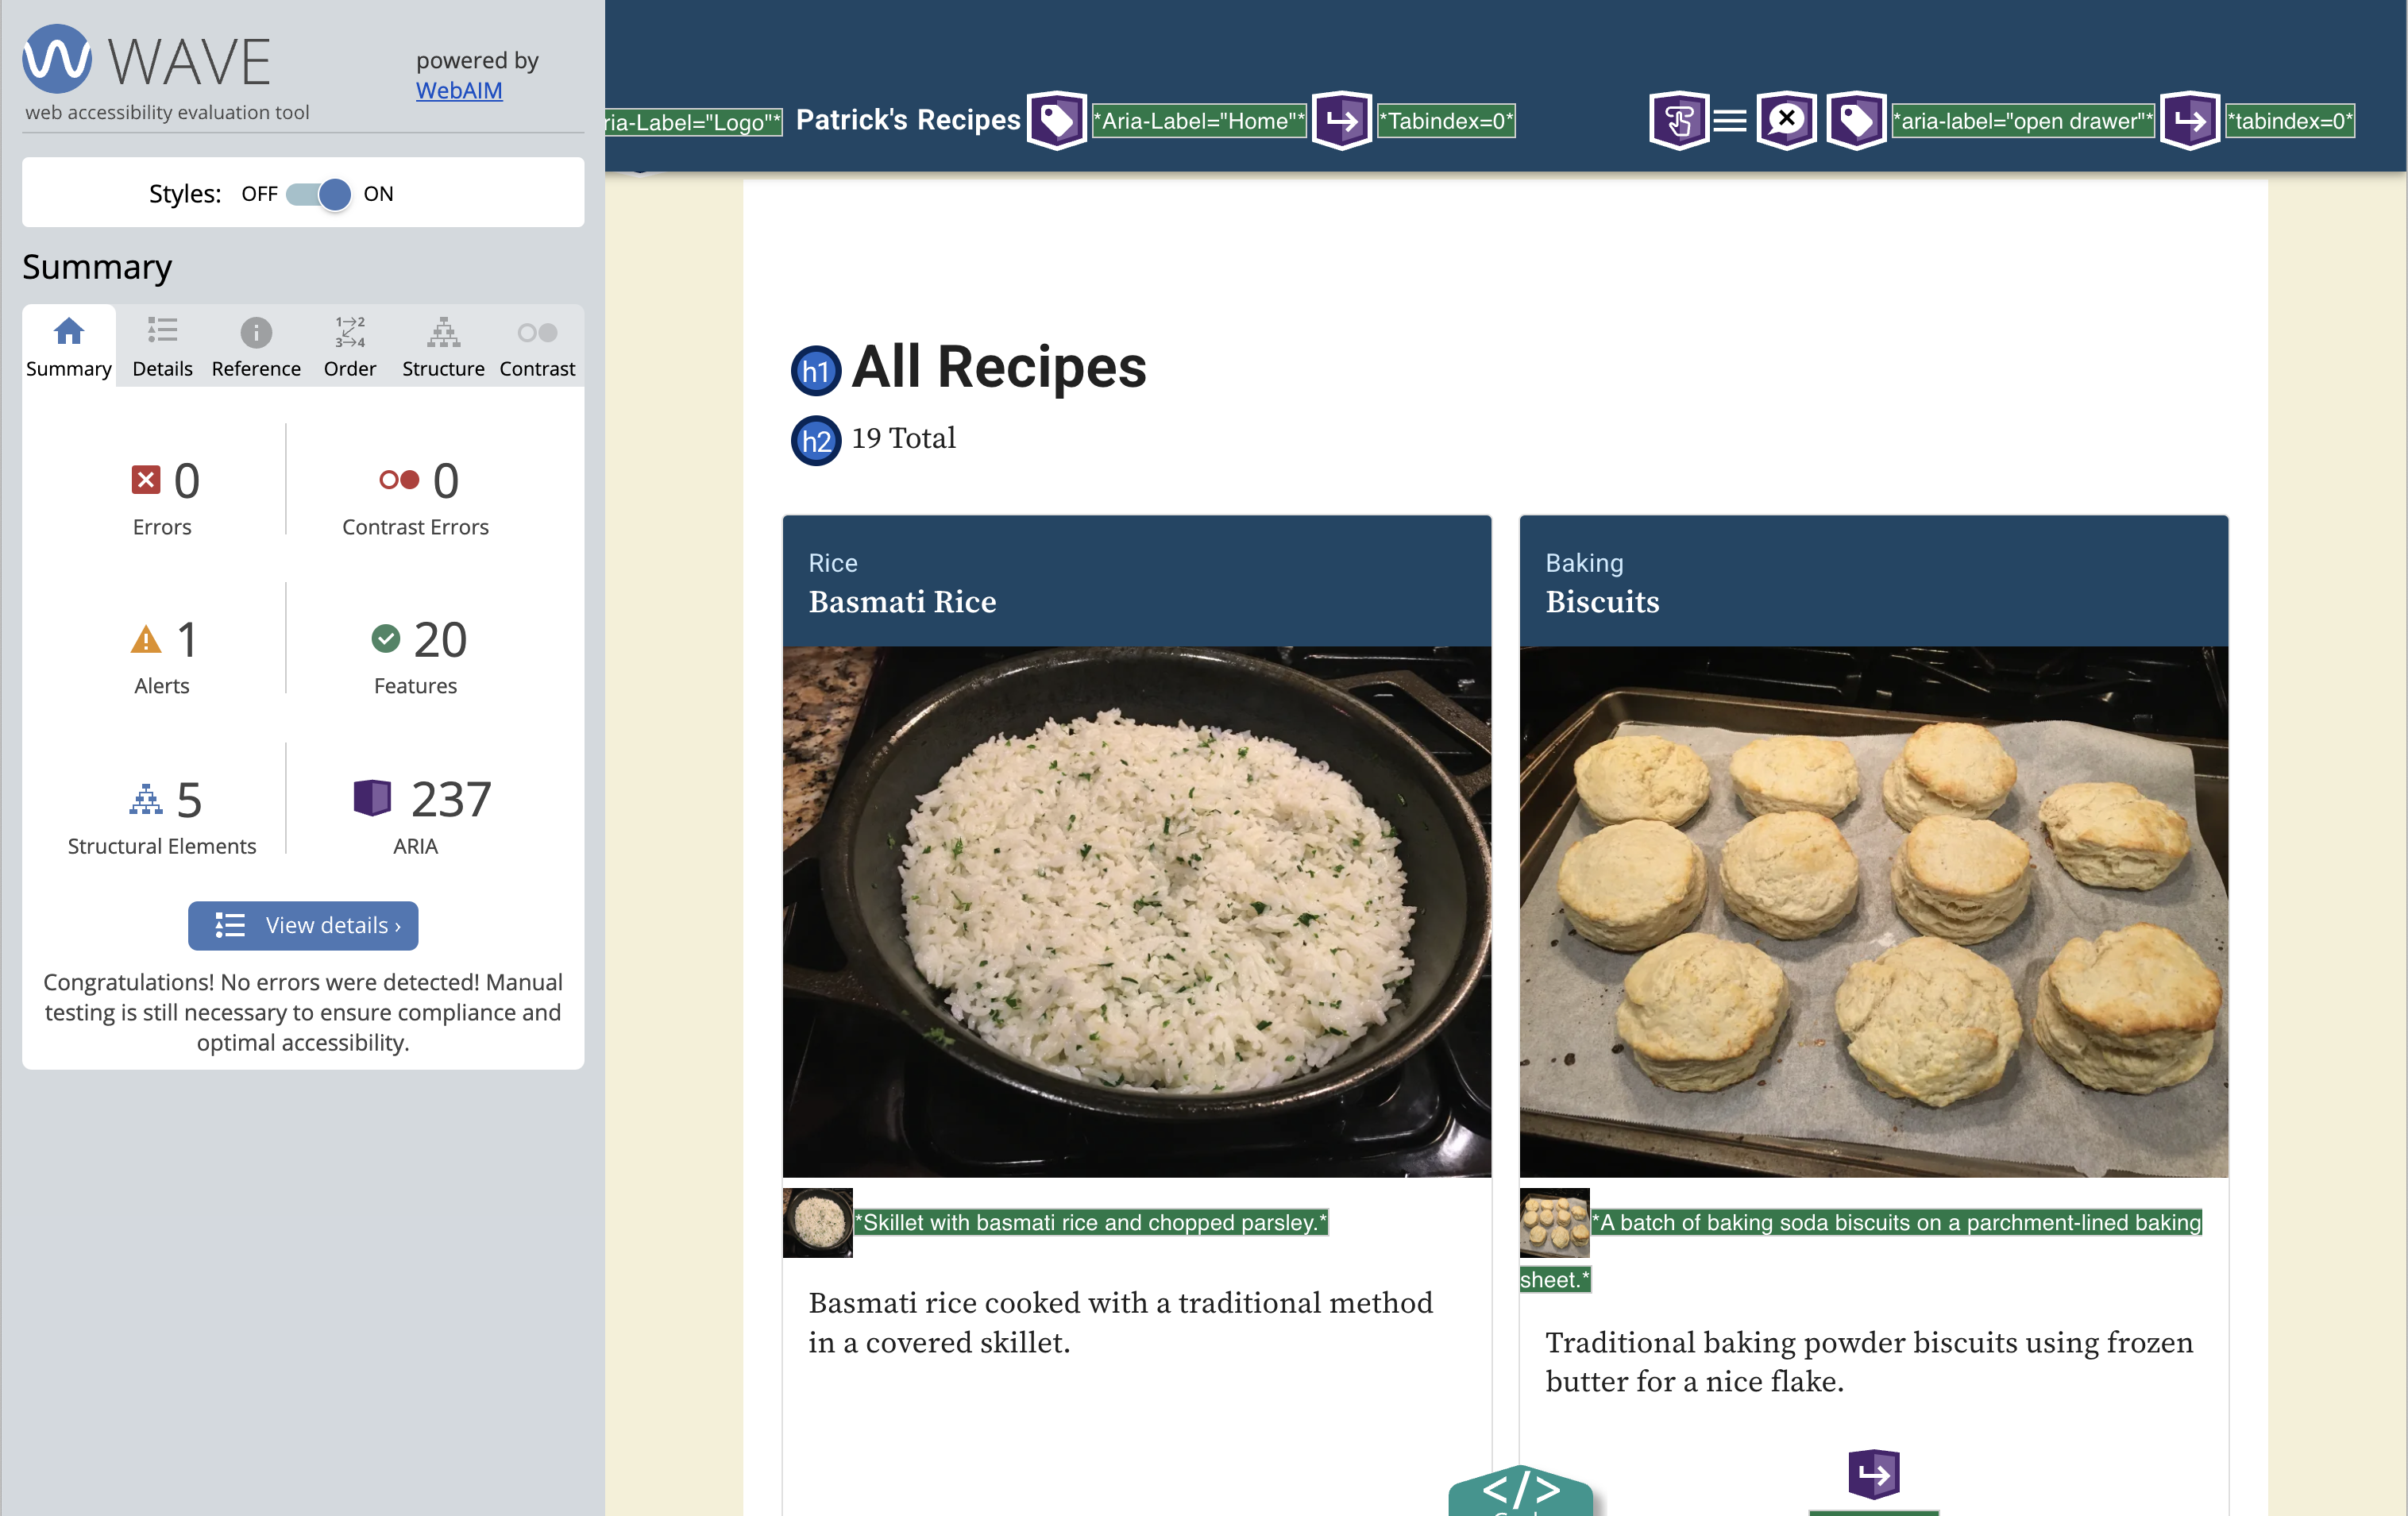 WAVE
powered by
WebAIM
web accessibility evaluation tool
Styles: OFF ON
Summary
1 2
3 4
Summary Details Reference Order Structure Contrast
0
Errors
0
Contrast Errors
1
Alerts
20
Features
5
Structural Elements
237
ARIA
View details ›
Congratulations! No errors were detected! Manual
testing is still necessary to ensure compliance and
optimal accessibility.
ria-Label="Logo"* Patrick's Recipes *Aria-Label="Home"* *Tabindex=0* *aria-label="open drawer"* *tabindex=0*
h1 All Recipes
h2 19 Total
Rice
Basmati Rice
*Skillet with basmati rice and chopped parsley.*
Basmati rice cooked with a traditional method
in a covered skillet.
Baking
Biscuits
*A batch of baking soda biscuits on a parchment-lined baking
sheet.*
Traditional baking powder biscuits using frozen
butter for a nice flake.
</>